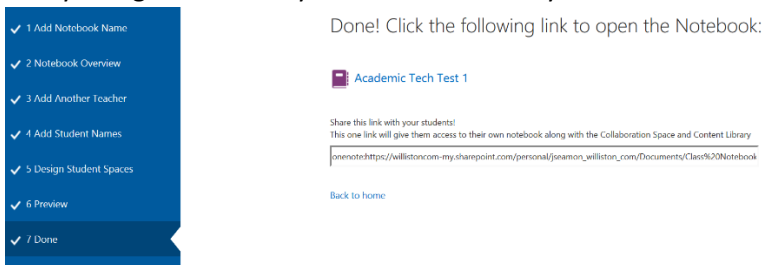 ✓ 1 Add Notebook Name
✓ 2 Notebook Overview
✓ 3 Add Another Teacher
✓ 4 Add Student Names
✓ 5 Design Student Spaces
✓ 6 Preview
✓ 7 Done
Done! Click the following link to open the Notebook:
Academic Tech Test 1
Share this link with your students!
This one link will give them access to their own notebook along with the Collaboration Space and Content Library
onenote:https://willistoncom-my.sharepoint.com/personal/jseamon_williston_com/Documents/Class%20Notebook
Back to home